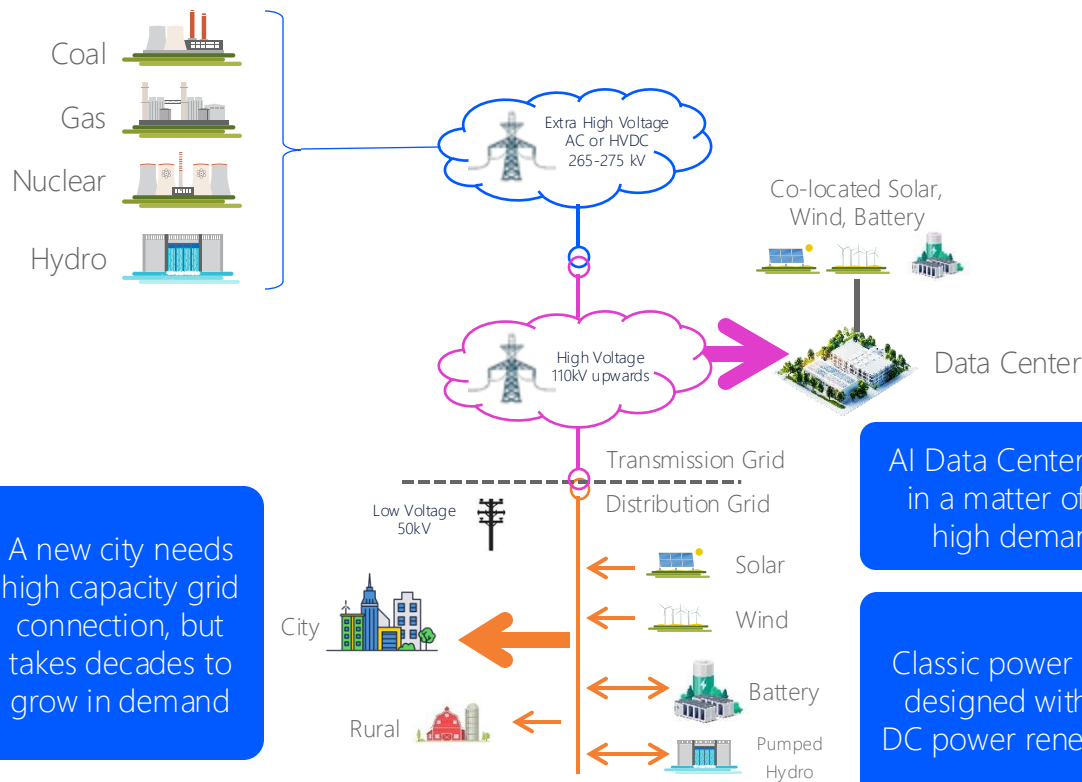 Coal
Gas
Nuclear
Hydro
Extra High Voltage
AC or HVDC
265-275 kV
Co-located Solar,
Wind, Battery
High Voltage
110kV upwards
Data Center
Transmission Grid
Distribution Grid
Low Voltage
50kV
Solar
Wind
Battery
Pumped
Hydro
City
Rural
A new city needs
high capacity grid
connection, but
takes decades to
grow in demand
AI Data Center
in a matter of
high deman
Classic power
designed with
DC power rene